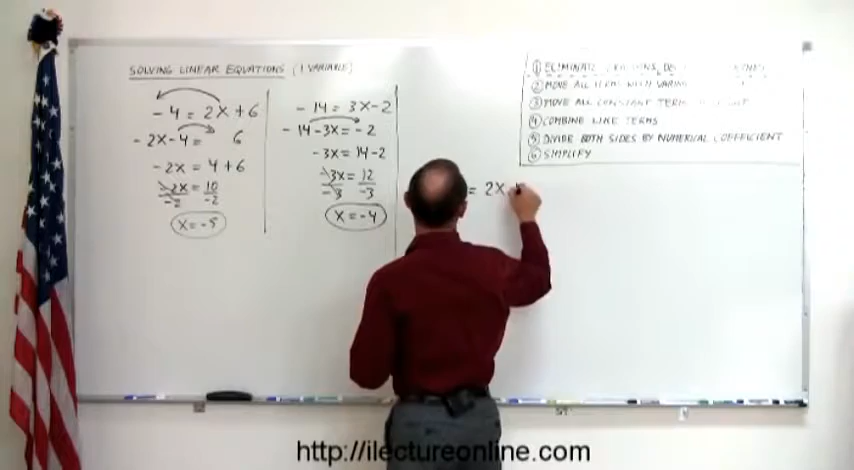 SOLVING LINEAR EQUATIONS (1 VARIABLE)
-4 = 2X + 6
-2X - 4 = 6
-2X = 4 + 6
-2X = 10
-2 -2
X = -5
-14 = 3X - 2
-14 - 3X = -2
-3X = 14 - 2
-3X = 12
-3 -3
X = -4
= 2X
①
② MOVE ALL TERMS WITH
③ MOVE ALL CONSTANT TERMS
④ COMBINE LIKE TERMS
⑤ DIVIDE BOTH SIDES BY NUMERICAL COEFFICIENT
⑥ SIMPLIFY
http://ilectureonline.com